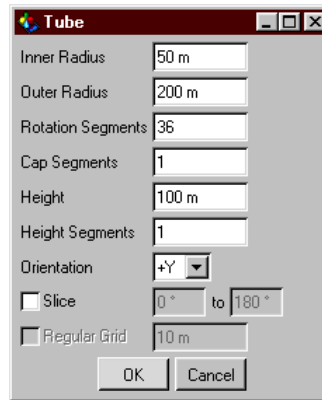 Tube
Inner Radius 50 m
Outer Radius 200 m
Rotation Segments 36
Cap Segments 1
Height 100 m
Height Segments 1
Orientation +Y
Slice 0 ° to 180 °
Regular Grid 10 m
OK Cancel